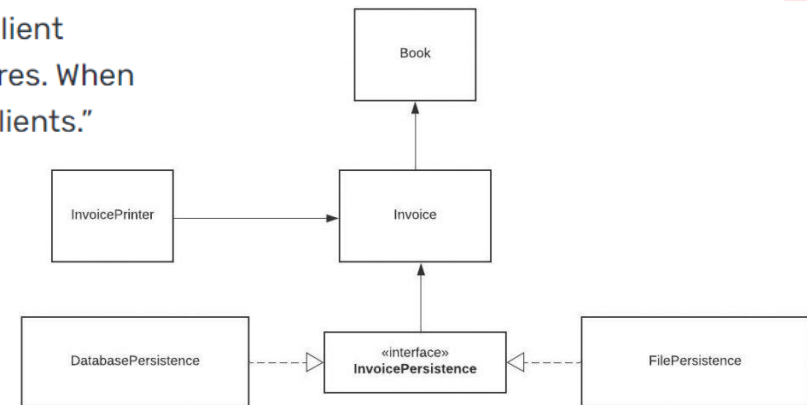 lient
res. When
lients.”
Book
InvoicePrinter
Invoice
DatabasePersistence
«interface»
InvoicePersistence
FilePersistence